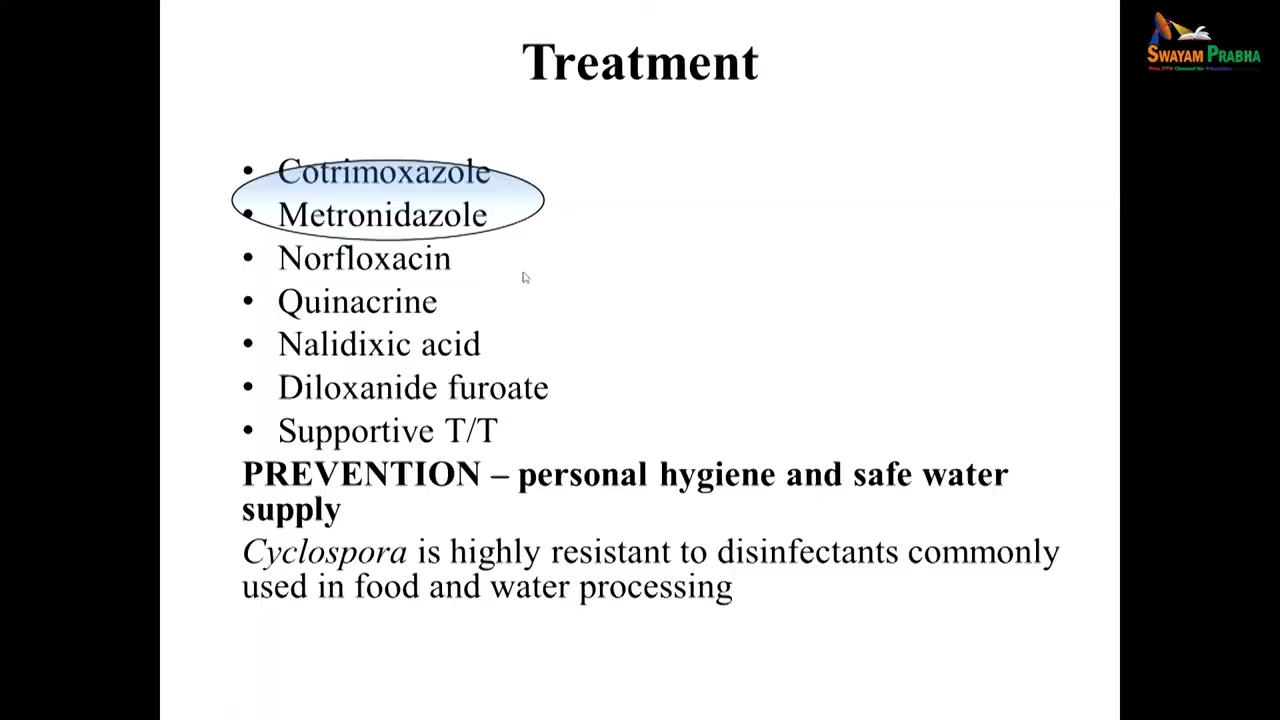 Treatment
SWAYAM PRABHA
• Cotrimoxazole
• Metronidazole
• Norfloxacin
• Quinacrine
• Nalidixic acid
• Diloxanide furoate
• Supportive T/T
PREVENTION – personal hygiene and safe water
supply
Cyclospora is highly resistant to disinfectants commonly
used in food and water processing